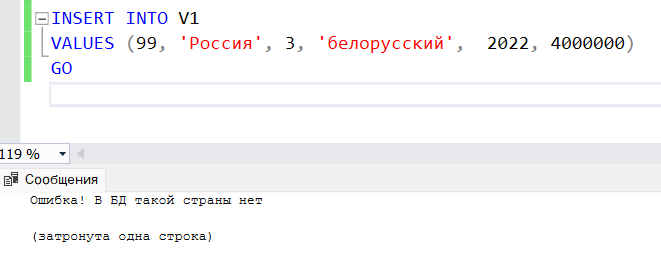 INSERT INTO V1
VALUES (99, 'Россия', 3, 'белорусский',  2022, 4000000)
GO
119 %
Сообщения
Ошибка! В БД такой страны нет
(затронута одна строка)